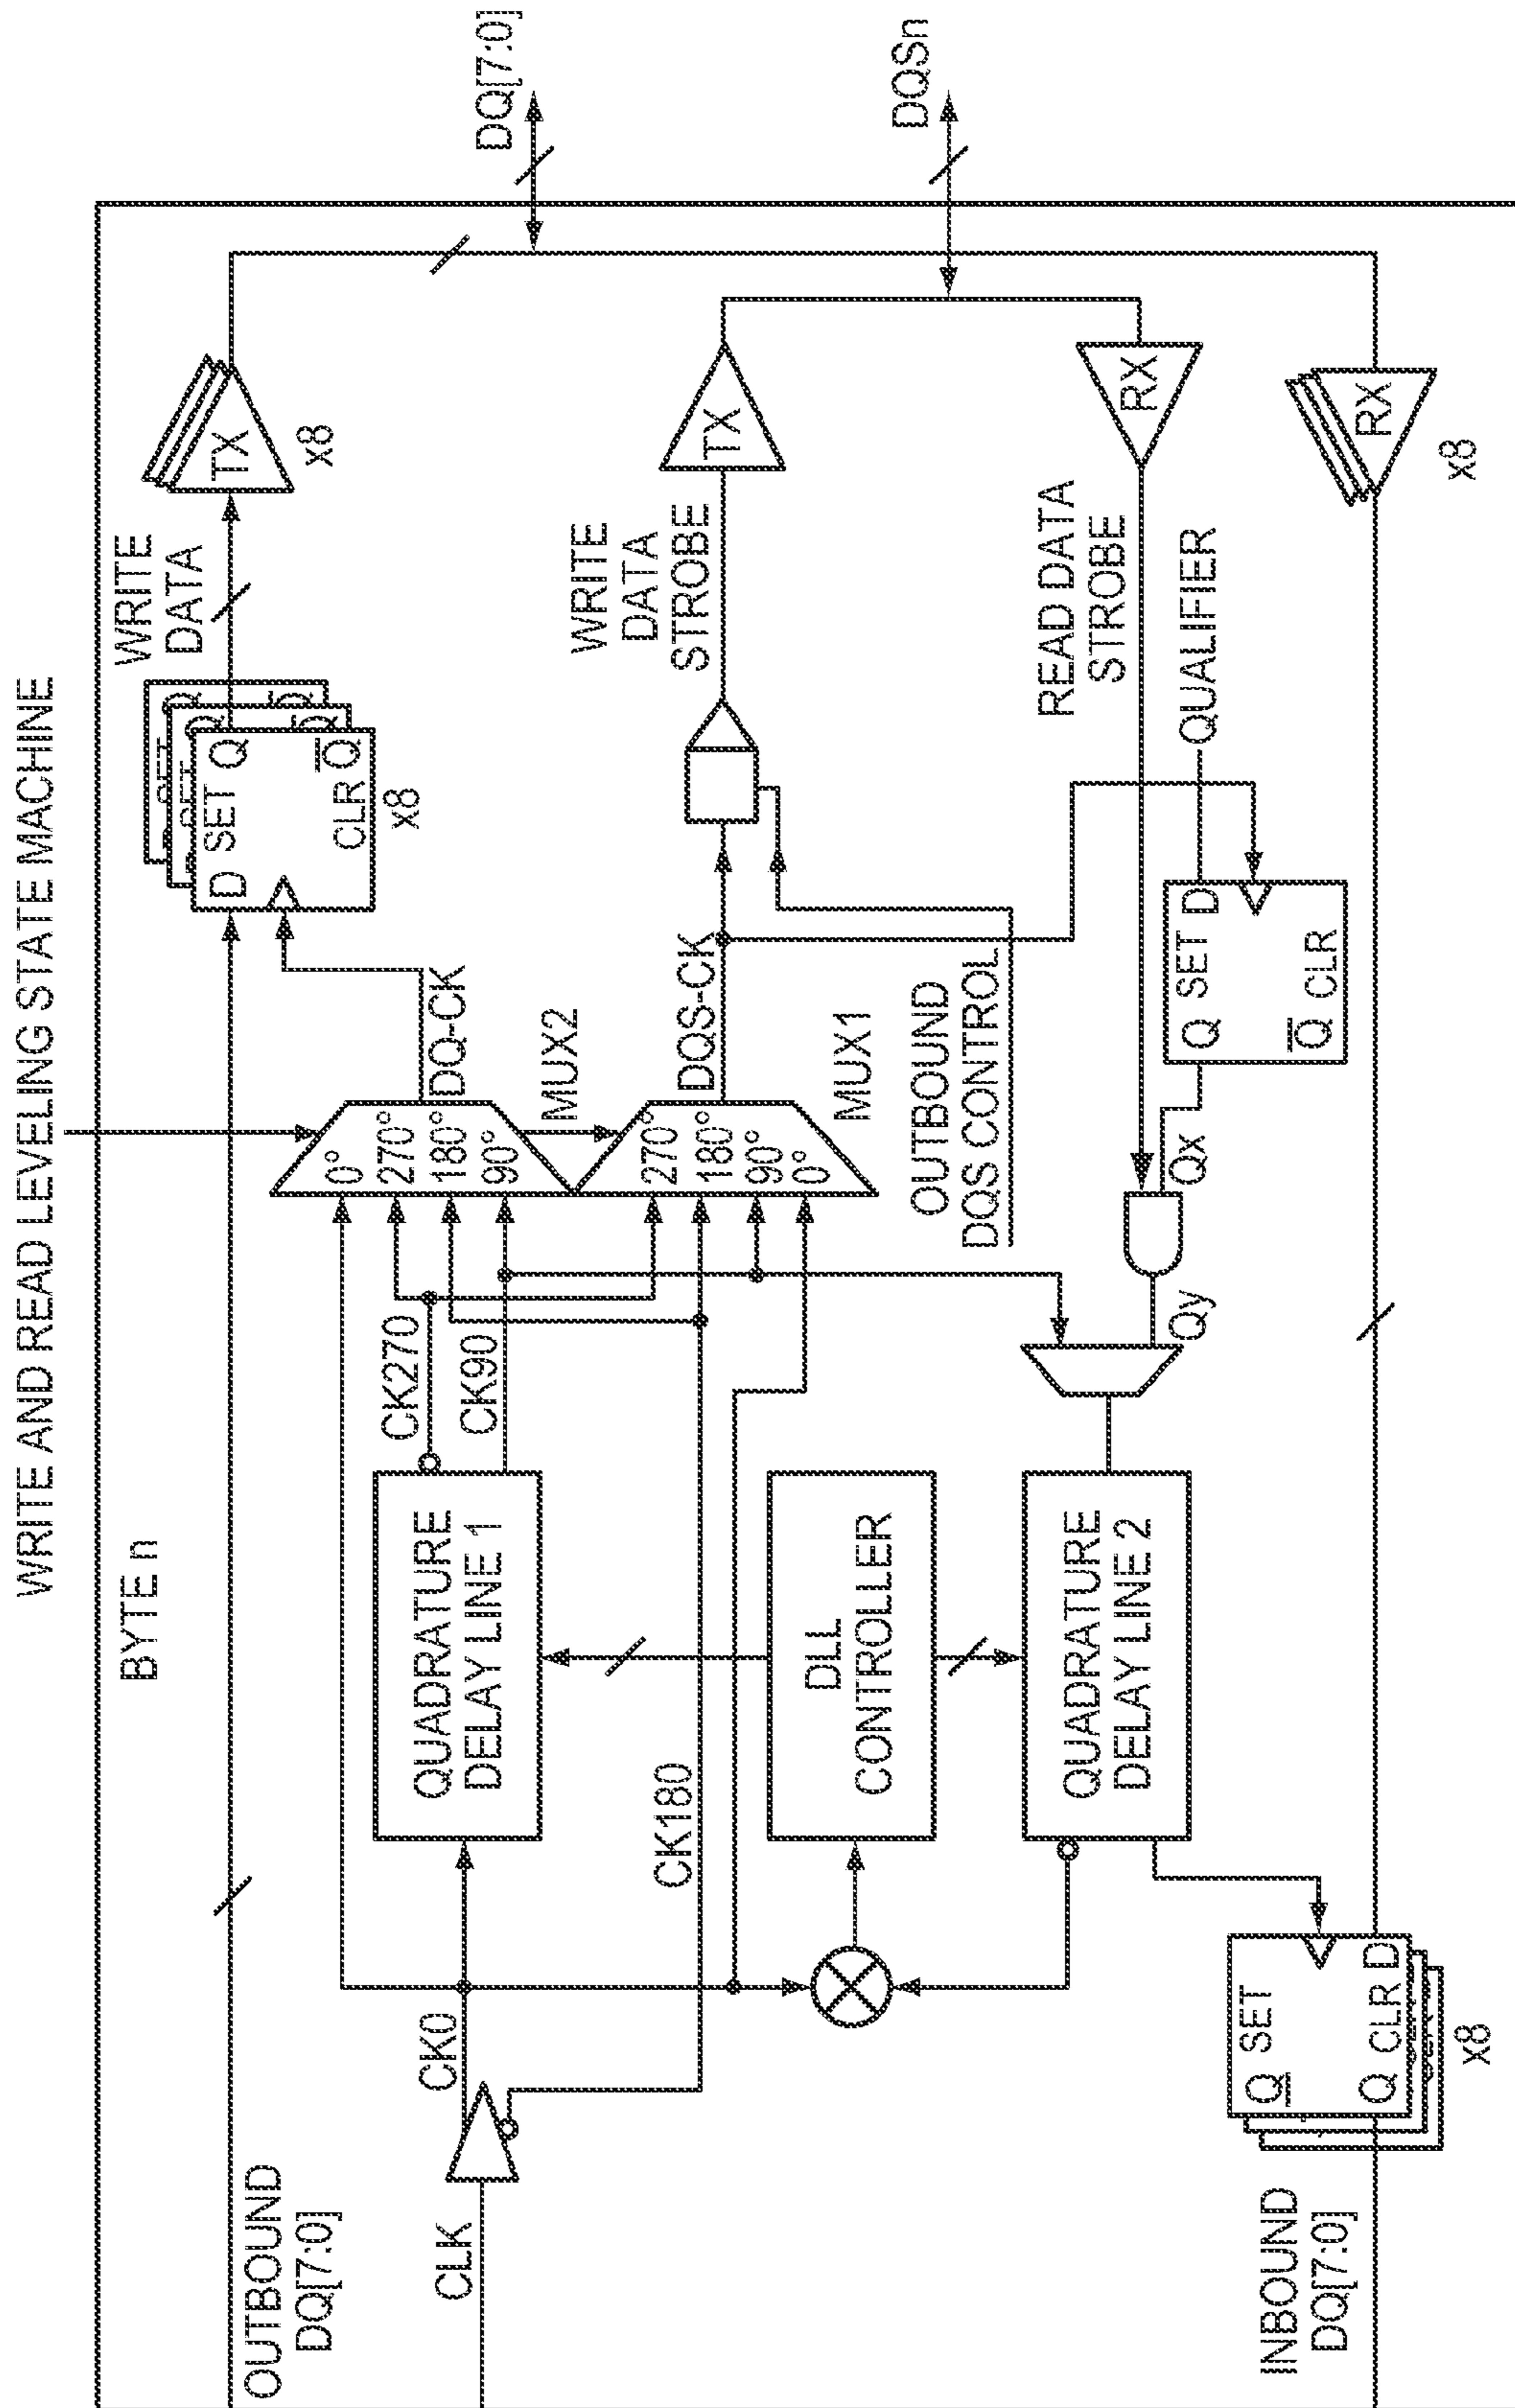 WRITE AND READ LEVELING STATE MACHINE
BYTE n
OUTBOUND
DQ[7:0]
WRITE
DATA
D SET Q
CLR Q
x8
TX
x8
DQ[7:0]
CLK
CK0
QUADRATURE
DELAY LINE 1
CK270
CK90
CK180
0°
270°
180°
90°
MUX2
DQ-CK
270°
180°
90°
0°
MUX1
DQS-CK
WRITE
DATA
STROBE
TX
DQSn
OUTBOUND
DQS CONTROL
DLL
CONTROLLER
QUADRATURE
DELAY LINE 2
Qy
Qx
READ DATA
STROBE
RX
QUALIFIER
Q SET D
Q CLR
INBOUND
DQ[7:0]
Q SET
Q CLR D
x8
RX
x8